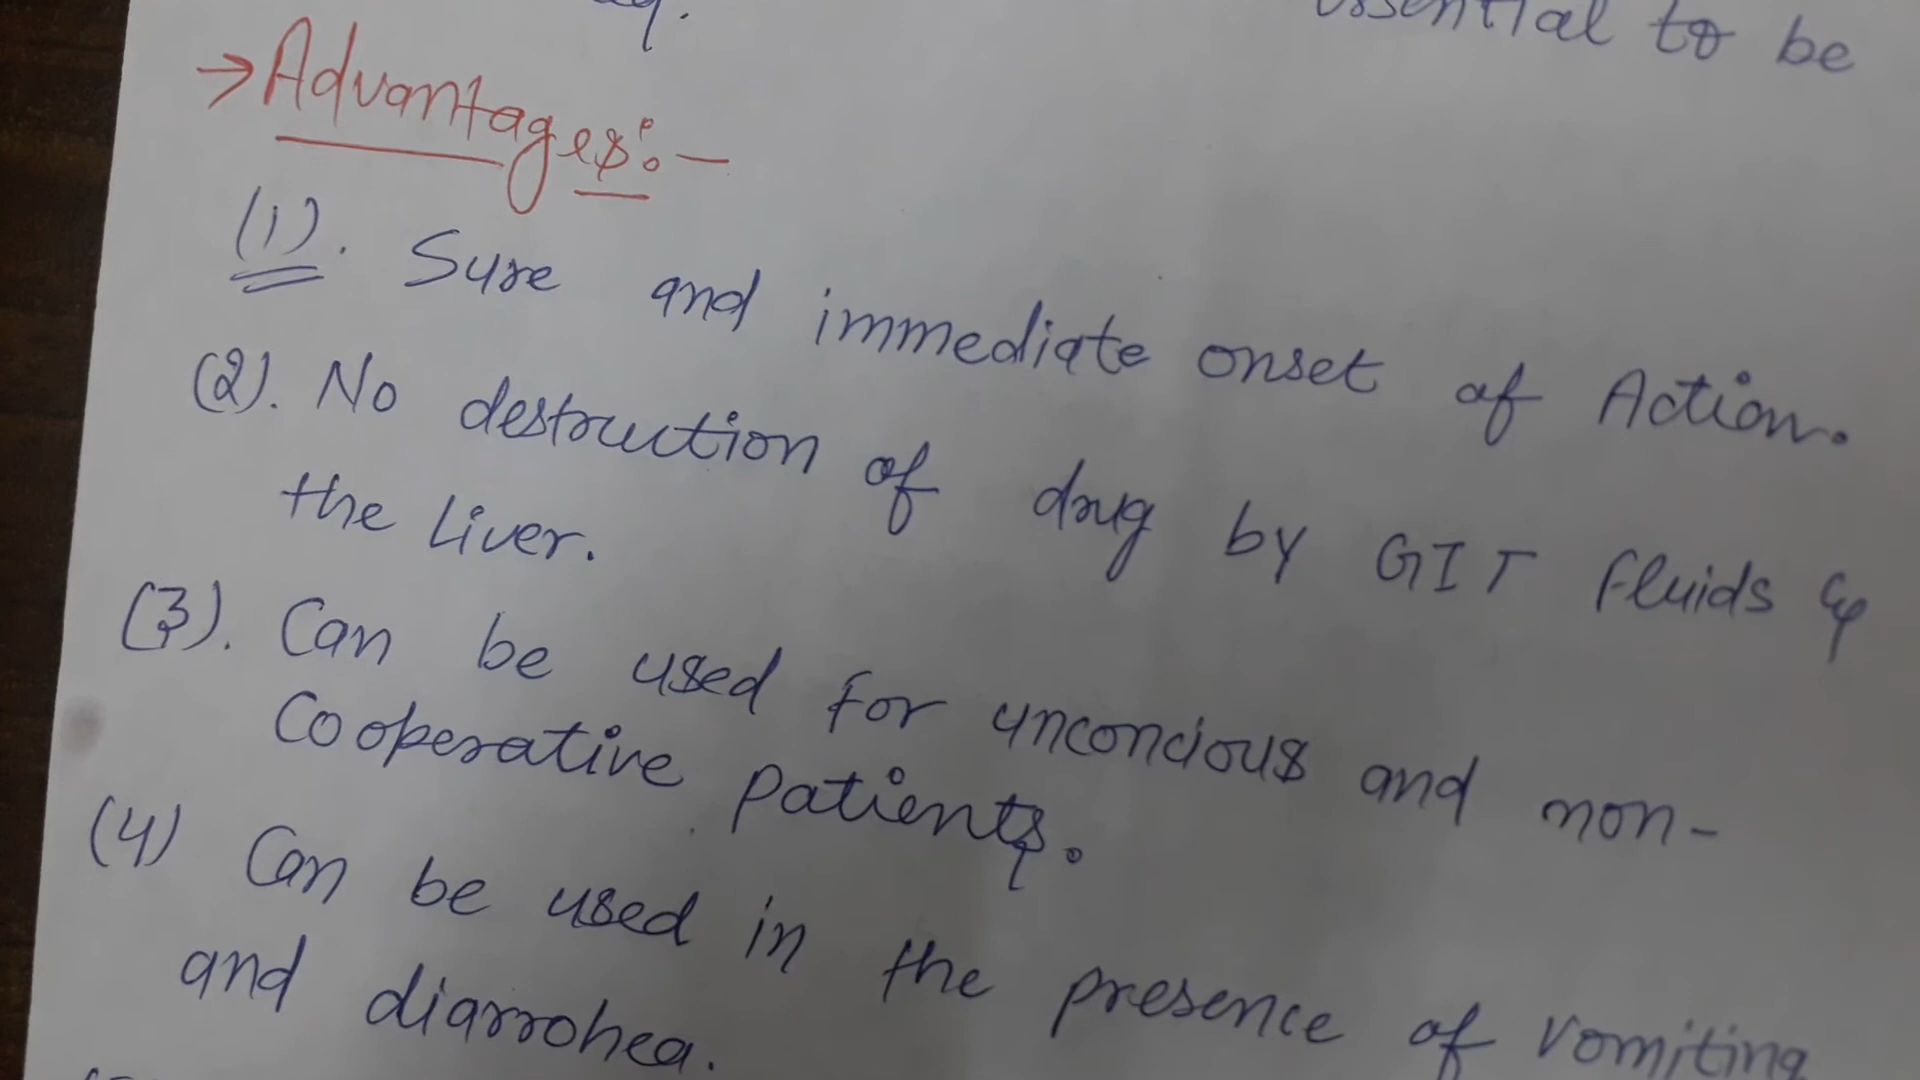 essential to be
→ Advantages:-
(1). Sure and immediate onset of Action.
(2). No destruction of drug by GIT fluids &
the Liver.
(3). Can be used for unconcious and non-
Cooperative patients.
(4) Can be used in the presence of vomiting
and diarrohea.